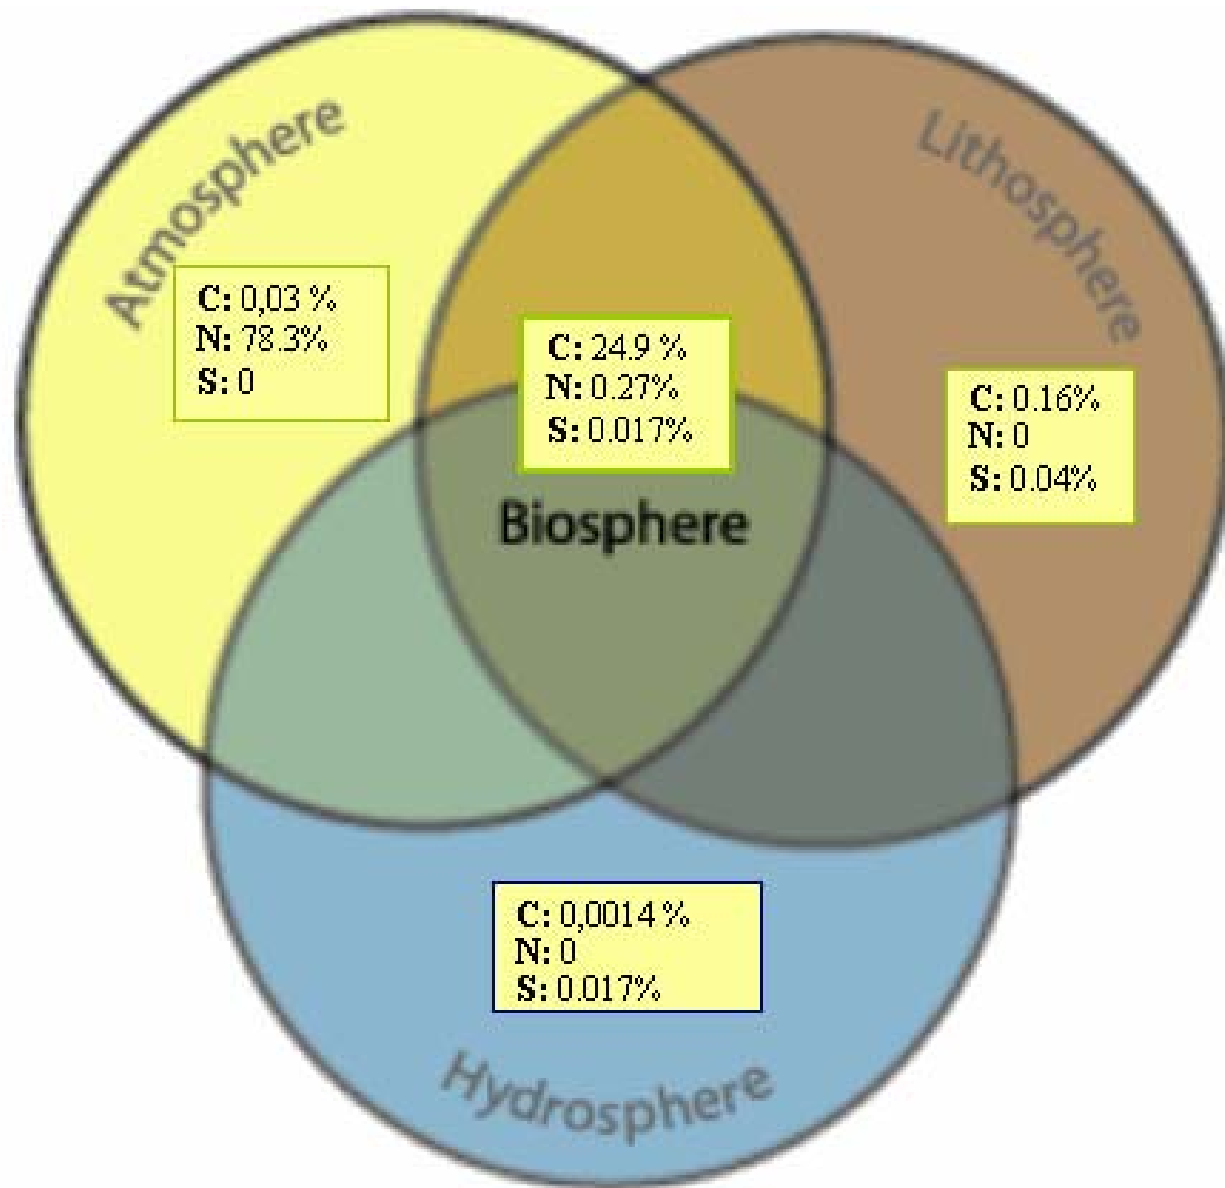 Atmosphere
Lithosphere
C: 0,03 %
N: 78.3%
S: 0
C: 24.9 %
N: 0.27%
S: 0.017%
C: 0.16%
N: 0
S: 0.04%
Biosphere
C: 0,0014 %
N: 0
S: 0.017%
Hydrosphere